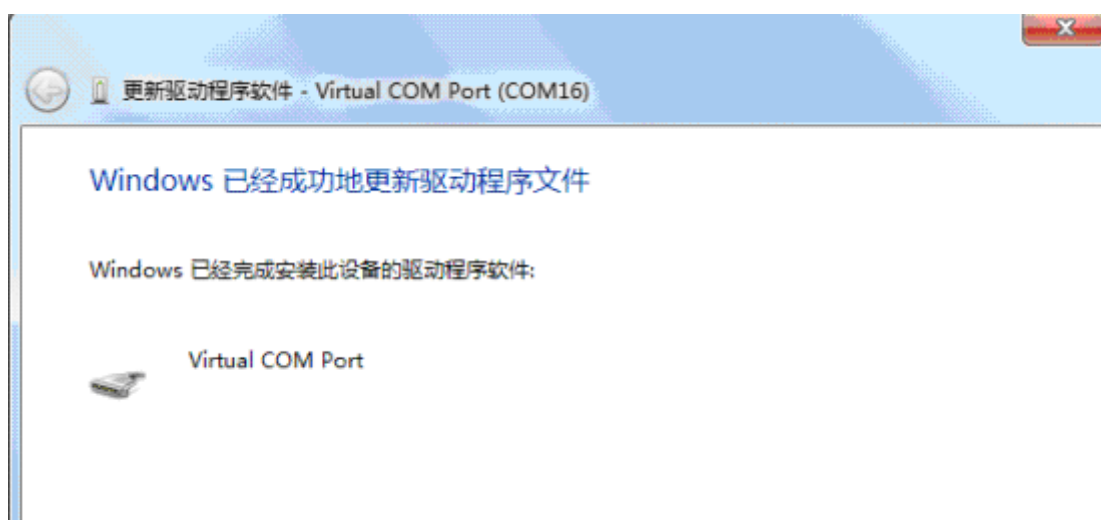 更新驱动程序软件 - Virtual COM Port (COM16)
Windows 已经成功地更新驱动程序文件
Windows 已经完成安装此设备的驱动程序软件:
Virtual COM Port